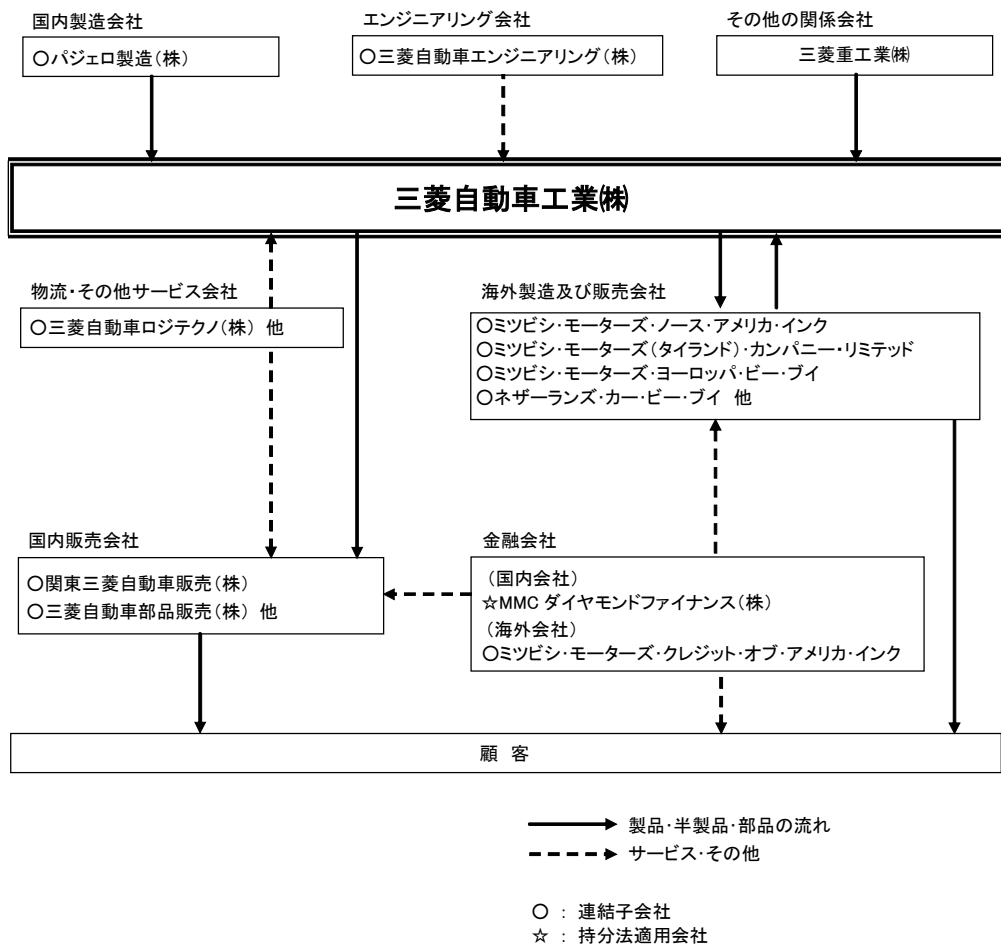 国内製造会社
○パジェロ製造(株)
エンジニアリング会社
○三菱自動車エンジニアリング(株)
その他の関係会社
三菱重工業㈱
三菱自動車工業㈱
物流・その他サービス会社
○三菱自動車ロジテクノ(株) 他
海外製造及び販売会社
○ミツビシ・モーターズ・ノース・アメリカ・インク
○ミツビシ・モーターズ(タイランド)・カンパニー・リミテッド
○ミツビシ・モーターズ・ヨーロッパ・ビー・ブイ
○ネザーランズ・カー・ビー・ブイ 他
国内販売会社
○関東三菱自動車販売(株)
○三菱自動車部品販売(株) 他
金融会社
(国内会社)
☆MMC ダイヤモンドファイナンス(株)
(海外会社)
○ミツビシ・モーターズ・クレジット・オブ・アメリカ・インク
顧 客
製品・半製品・部品の流れ
サービス・その他
○ : 連結子会社
☆ : 持分法適用会社